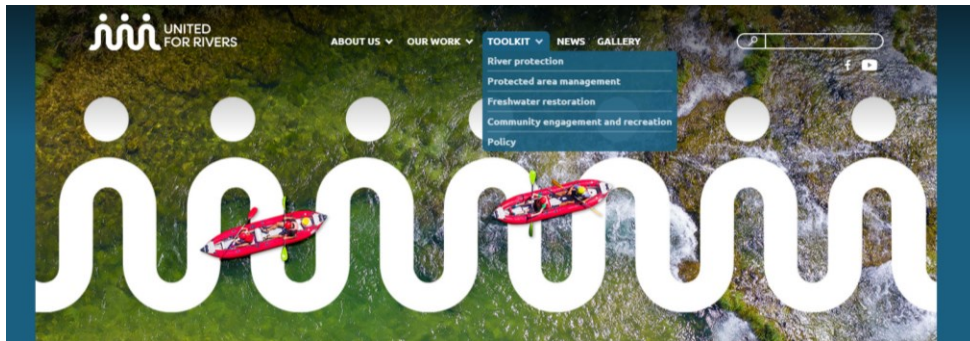 UNITED
FOR RIVERS
ABOUT US OUR WORK TOOLKIT NEWS GALLERY
River protection
Protected area management
Freshwater restoration
Community engagement and recreation
Policy